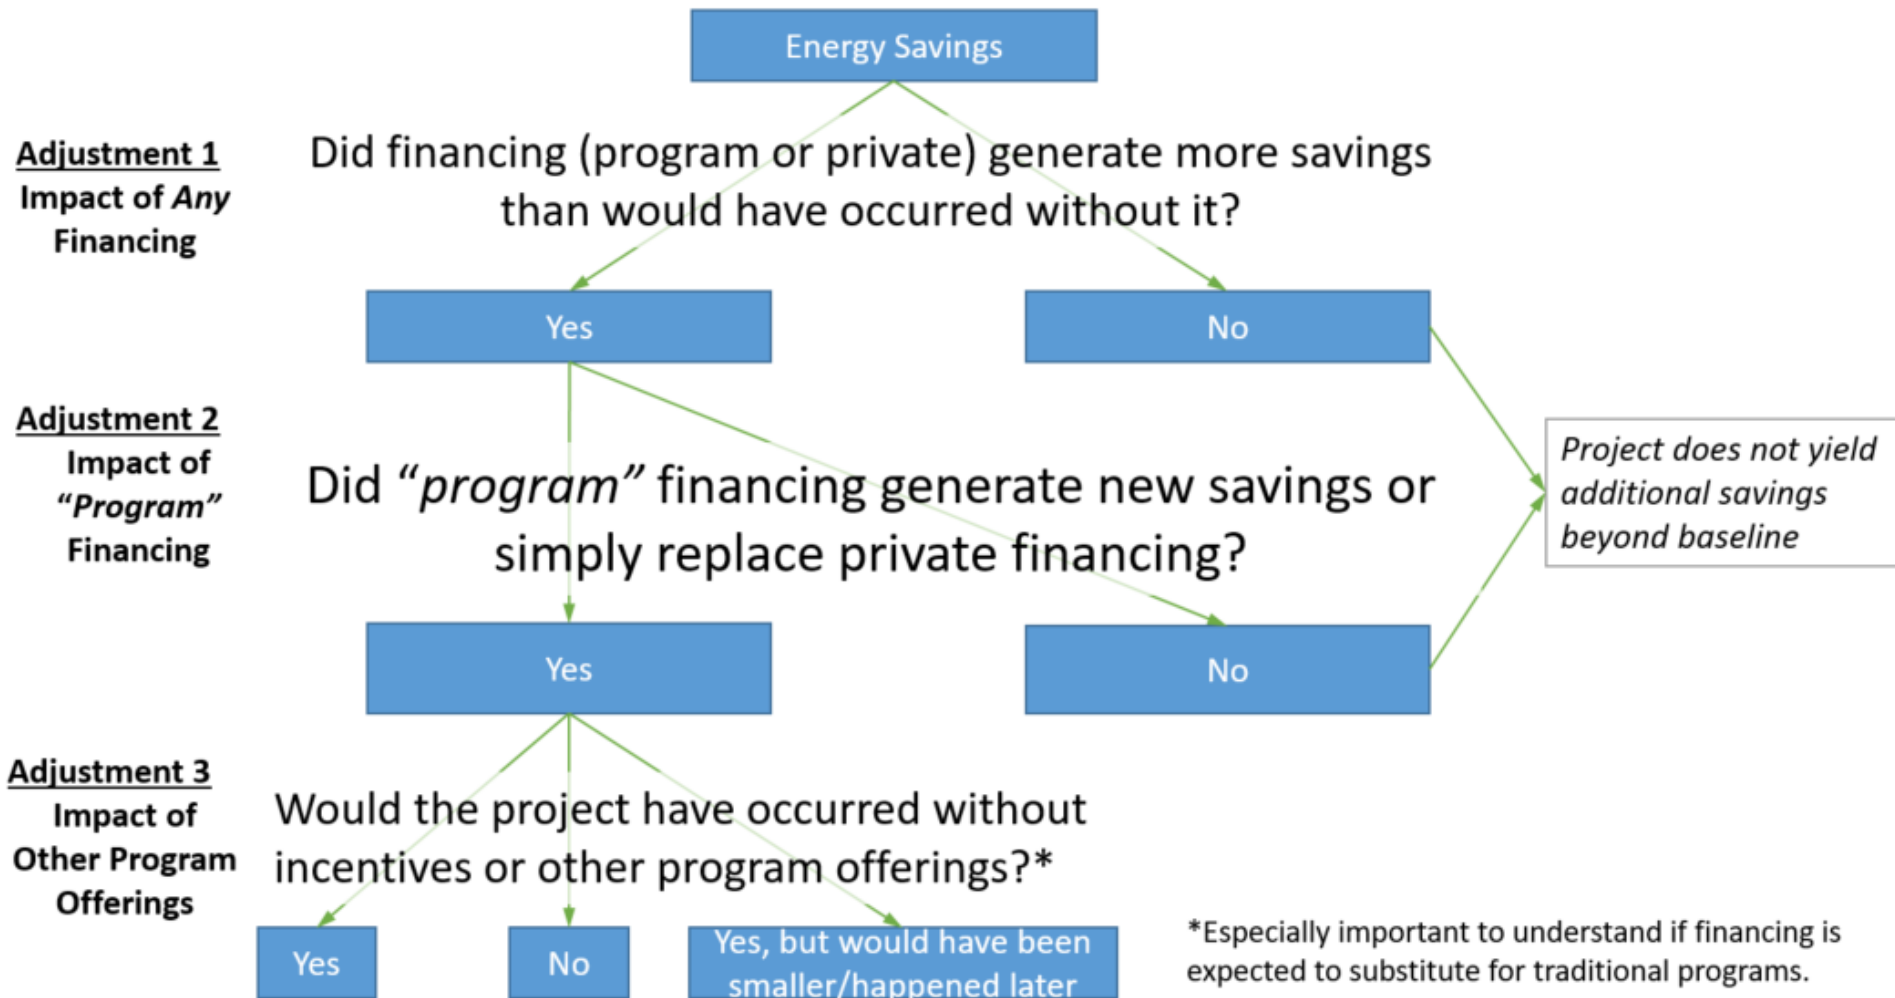 Energy Savings
Adjustment 1
Impact of Any
Financing
Did financing (program or private) generate more savings
than would have occurred without it?
Yes
No
Adjustment 2
Impact of
“Program”
Financing
Did “program” financing generate new savings or
simply replace private financing?
Project does not yield
additional savings
beyond baseline
Yes
No
Adjustment 3
Impact of
Other Program
Offerings
Would the project have occurred without
incentives or other program offerings?*
Yes
No
Yes, but would have been
smaller/happened later
*Especially important to understand if financing is
expected to substitute for traditional programs.